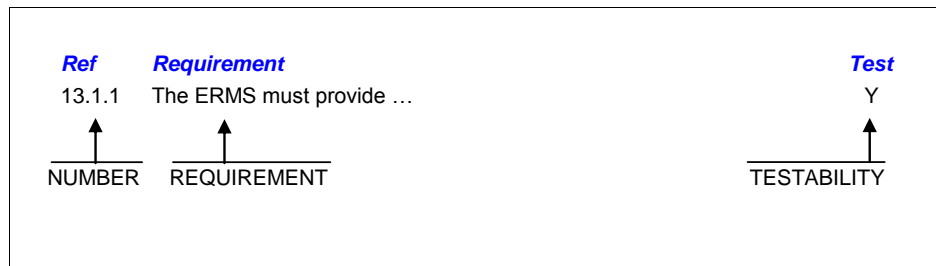 Ref Requirement Test
13.1.1 The ERMS must provide … Y
NUMBER REQUIREMENT TESTABILITY